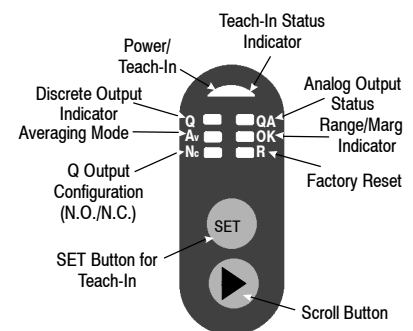 Teach-In Status
Indicator
Power/
Teach-In
Analog Output
Status
Discrete Output
Indicator
Range/Marg
Indicator
Averaging Mode
Q QA
Av OK
Nc R
Q Output
Configuration
(N.O./N.C.)
Factory Reset
SET
SET Button for
Teach-In
Scroll Button